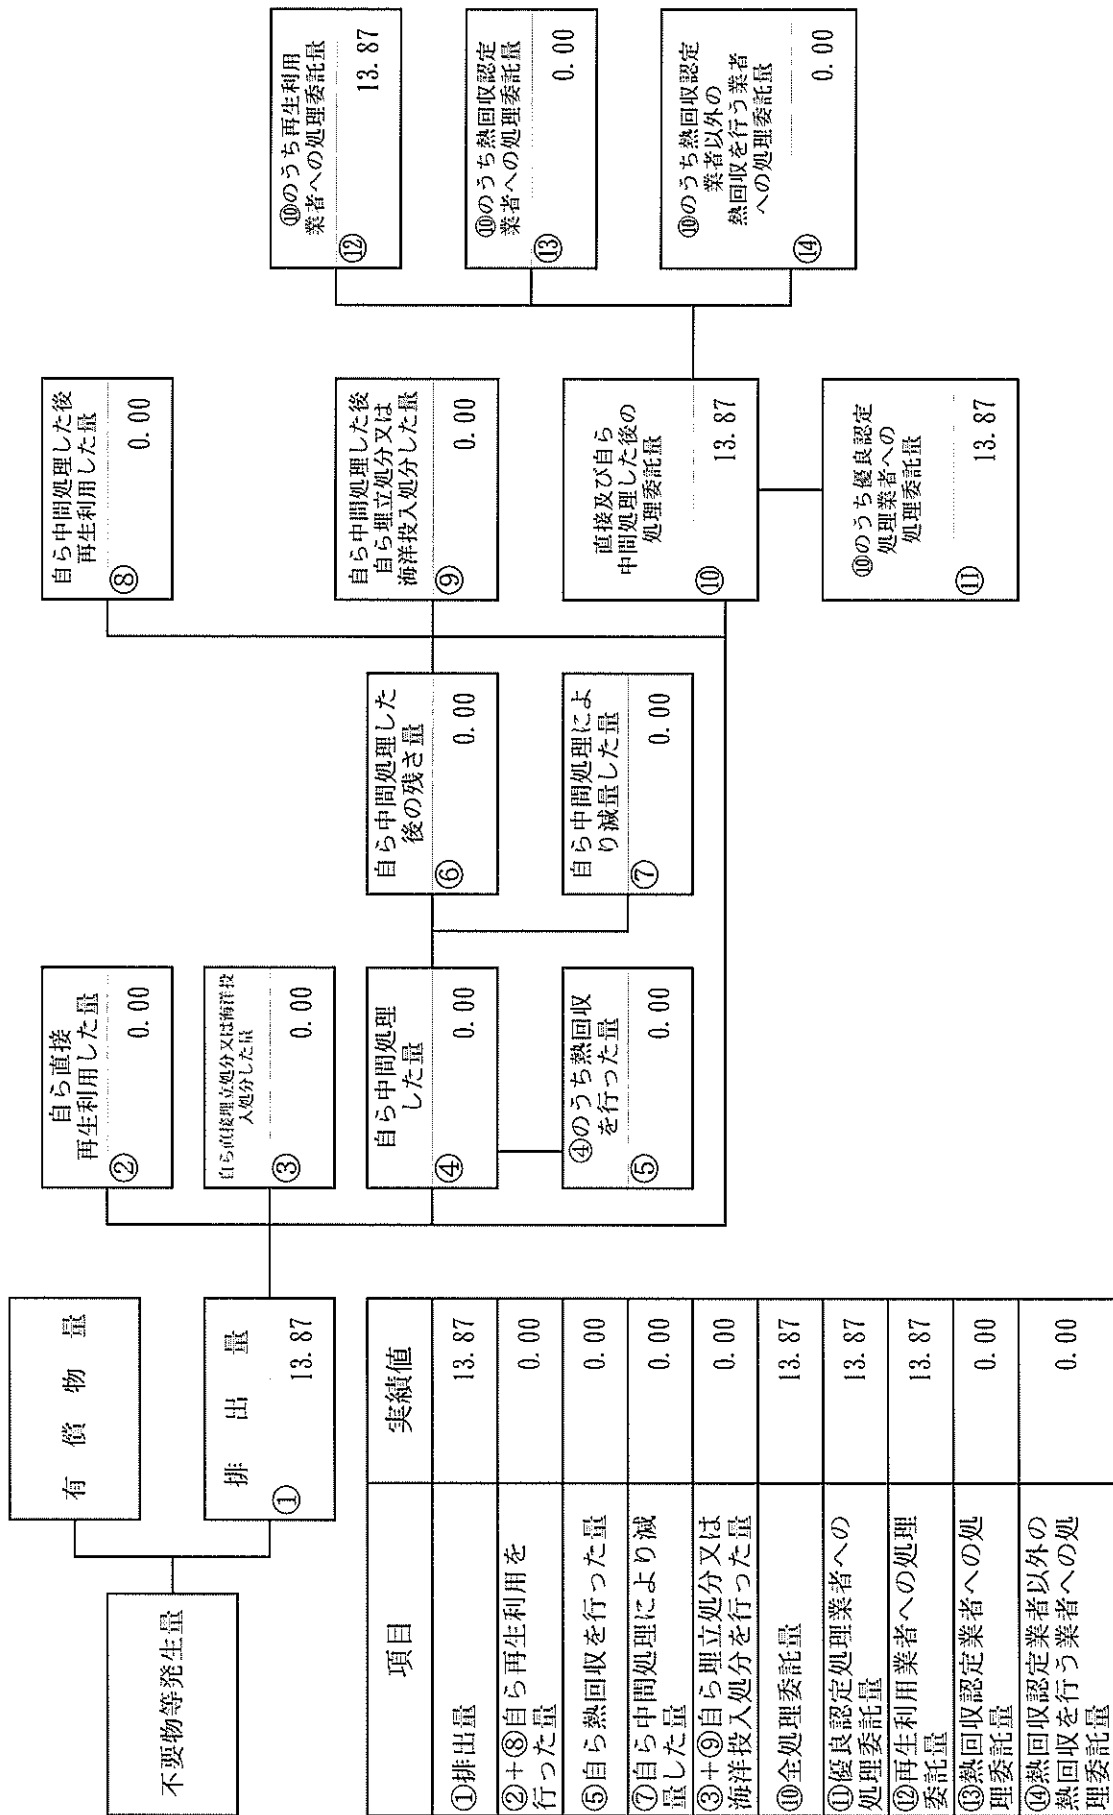 不要物等発生量
有償物量
排出量
①
13.87
自ら直接
再生利用した量
②
0.00
自ら直接埋立処分又は海洋投
入処分した量
③
0.00
自ら中間処理
した量
④
0.00
④のうち熱回収
を行った量
⑤
0.00
自ら中間処理した
後の残さ量
⑥
0.00
自ら中間処理によ
り減量した量
⑦
0.00
自ら中間処理した後
再生利用した量
⑧
0.00
自ら中間処理した後
自ら埋立処分又は
海洋投入処分した量
⑨
0.00
直接及び自ら
中間処理した後の
処理委託量
⑩
13.87
⑩のうち優良認定
処理業者への
処理委託量
⑪
13.87
⑩のうち再生利用
業者への処理委託量
⑫
13.87
⑩のうち熱回収認定
業者への処理委託量
⑬
0.00
⑩のうち熱回収認定
業者以外の
熱回収を行う業者
への処理委託量
⑭
0.00
項目 実績値
①排出量 13.87
②+⑧自ら再生利用を
行った量 0.00
⑤自ら熱回収を行った量 0.00
⑦自ら中間処理により減
量した量 0.00
③+⑨自ら埋立処分又は
海洋投入処分を行った量 0.00
⑩全処理委託量 13.87
⑪優良認定処理業者への
処理委託量 13.87
⑫再生利用業者への処理
委託量 13.87
⑬熱回収認定業者への処
理委託量 0.00
⑭熱回収認定業者以外の
熱回収を行う業者への処
理委託量 0.00